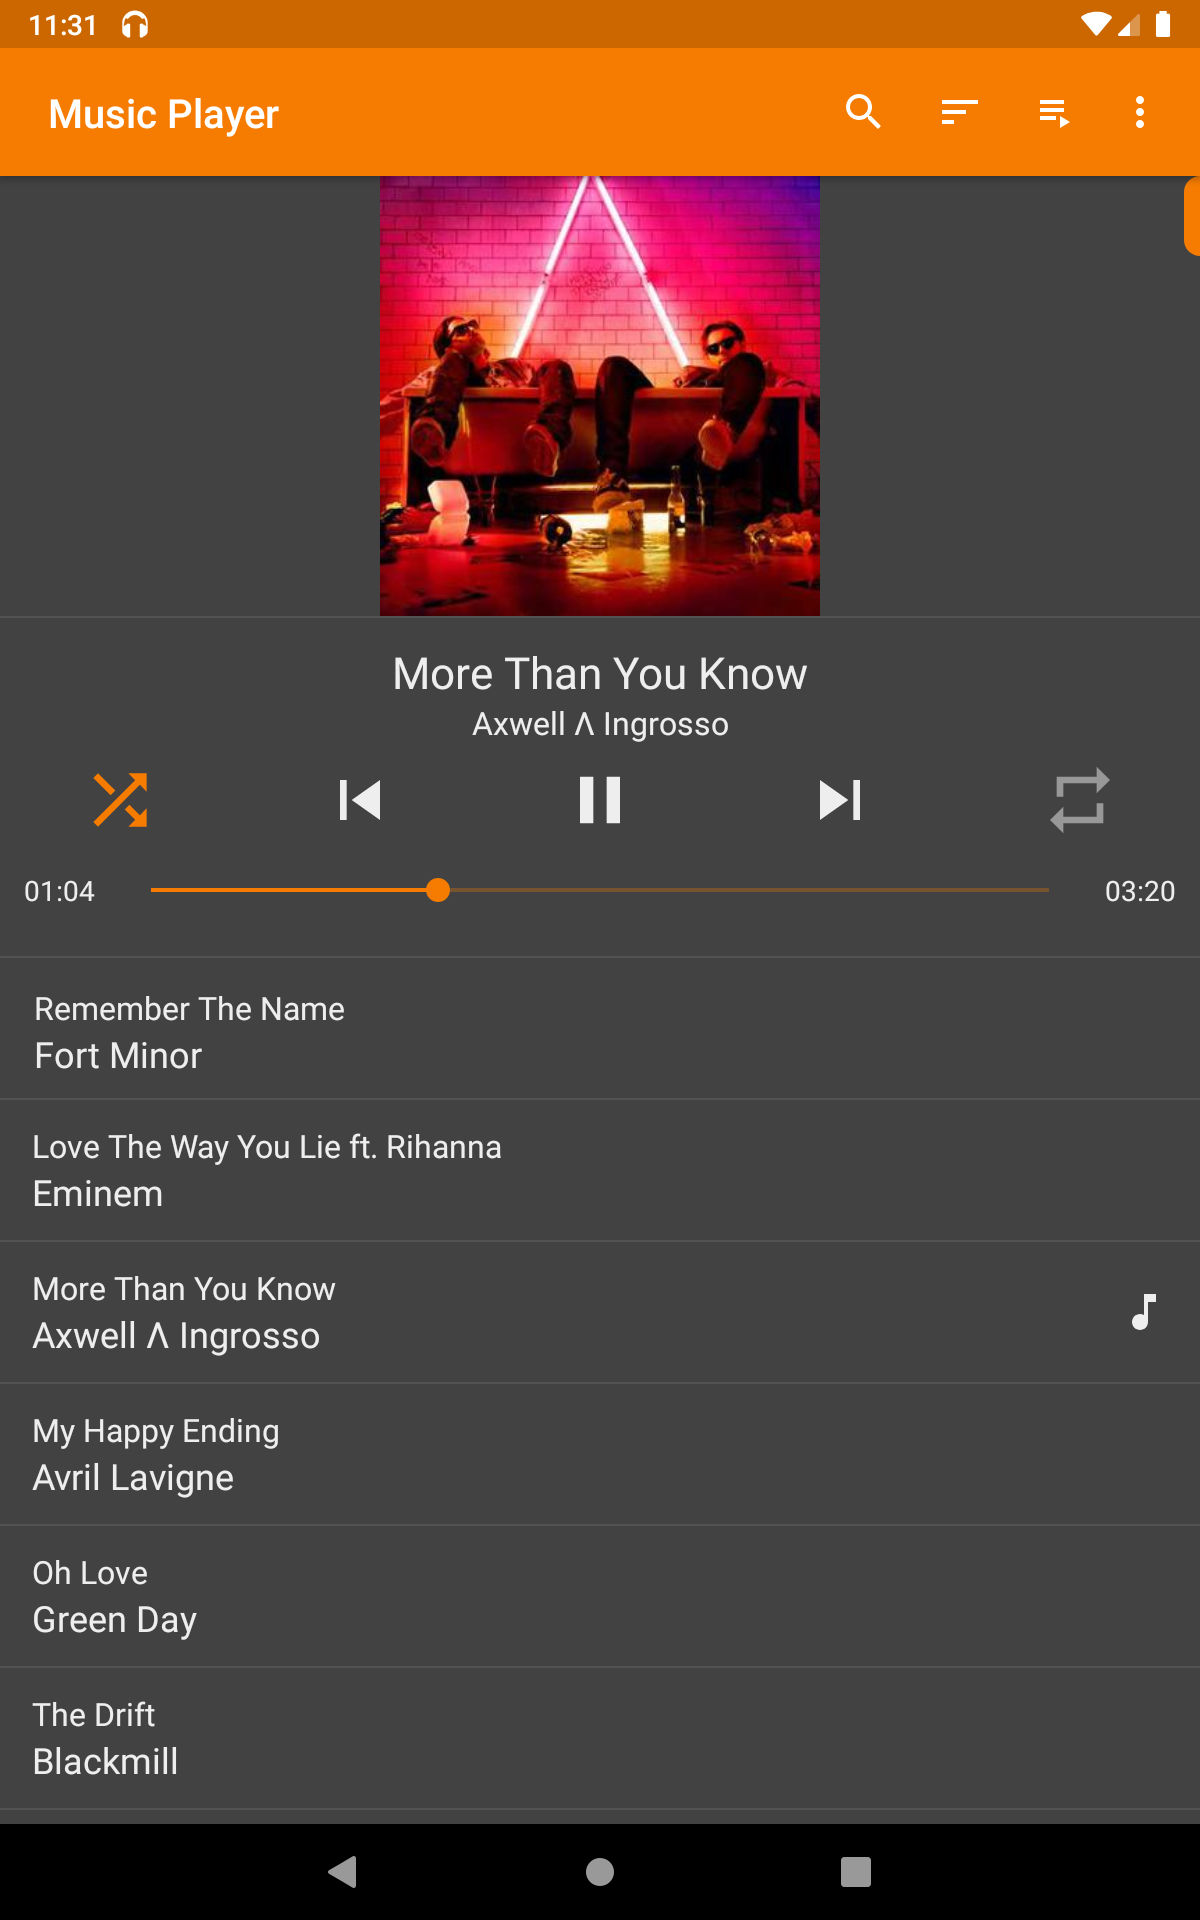 11:31
Music Player
More Than You Know
Axwell Λ Ingrosso
01:04
03:20
Remember The Name
Fort Minor
Love The Way You Lie ft. Rihanna
Eminem
More Than You Know
Axwell Λ Ingrosso
My Happy Ending
Avril Lavigne
Oh Love
Green Day
The Drift
Blackmill